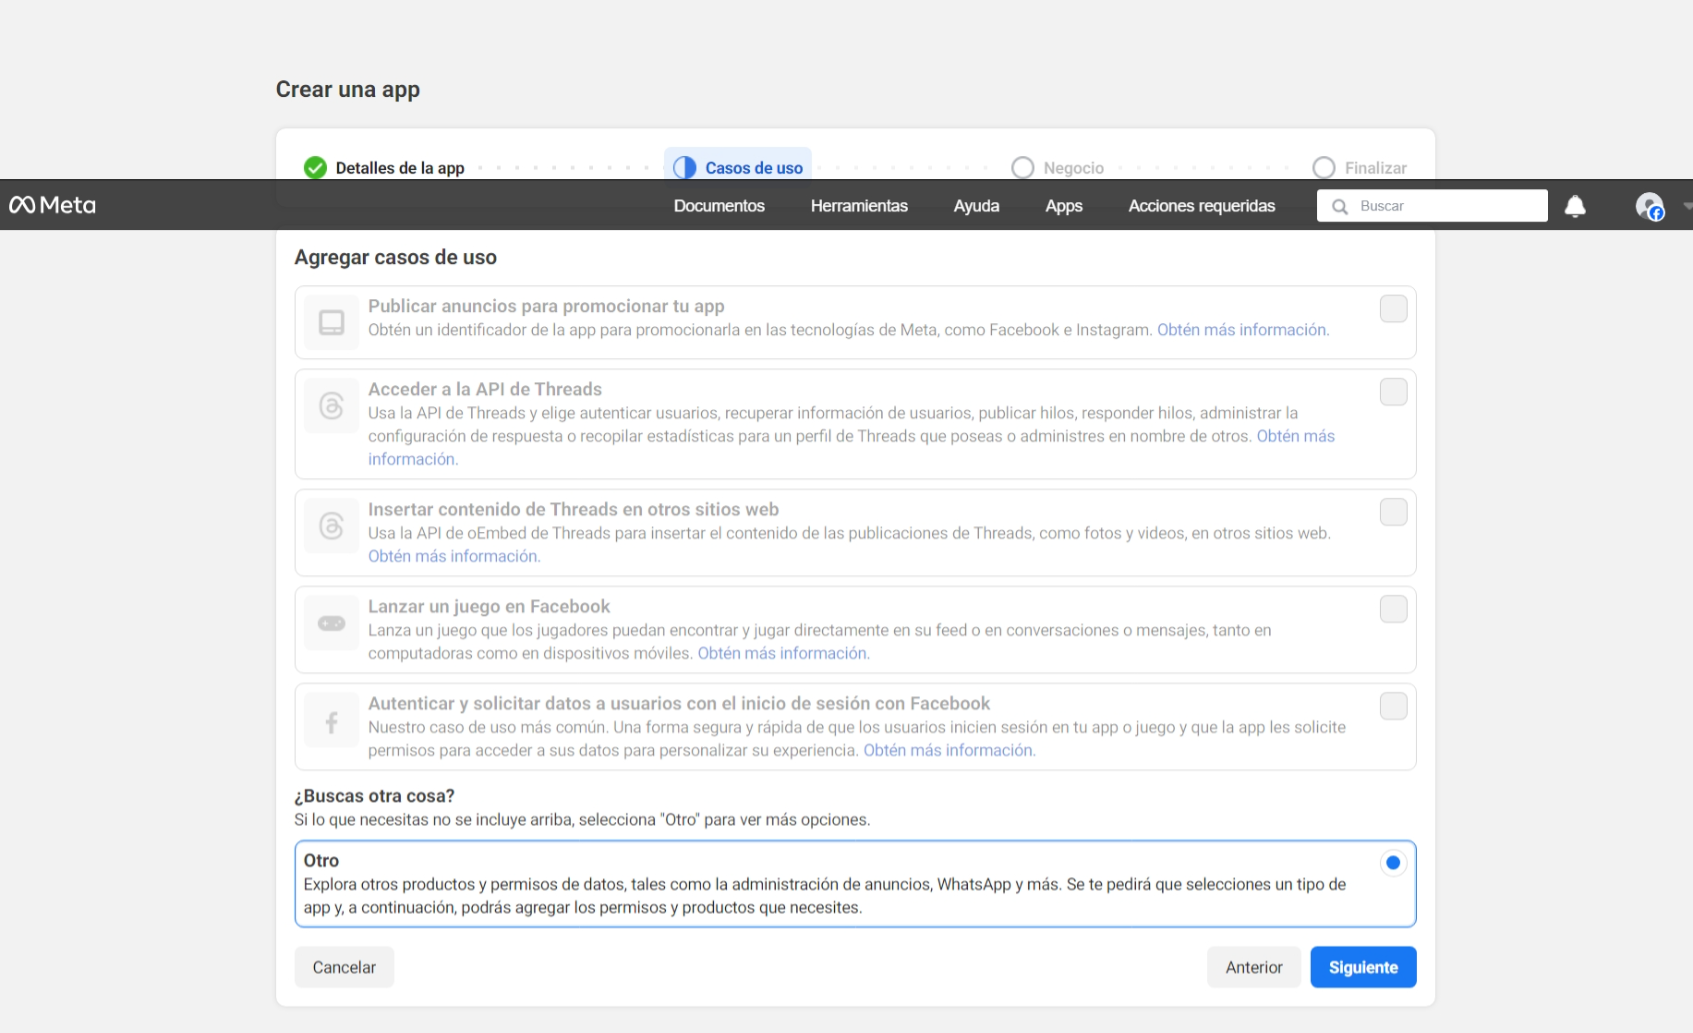 Crear una app
Detalles de la app
Casos de uso
Negocio
Finalizar
Meta
Documentos
Herramientas
Ayuda
Apps
Acciones requeridas
Buscar
Agregar casos de uso
Publicar anuncios para promocionar tu app
Obtén un identificador de la app para promocionarla en las tecnologías de Meta, como Facebook e Instagram. Obtén más información.
Acceder a la API de Threads
Usa la API de Threads y elige autenticar usuarios, recuperar información de usuarios, publicar hilos, responder hilos, administrar la
configuración de respuesta o recopilar estadísticas para un perfil de Threads que poseas o administres en nombre de otros. Obtén más
información.
Insertar contenido de Threads en otros sitios web
Usa la API de oEmbed de Threads para insertar el contenido de las publicaciones de Threads, como fotos y videos, en otros sitios web.
Obtén más información.
Lanzar un juego en Facebook
Lanza un juego que los jugadores puedan encontrar y jugar directamente en su feed o en conversaciones o mensajes, tanto en
computadoras como en dispositivos móviles. Obtén más información.
Autenticar y solicitar datos a usuarios con el inicio de sesión con Facebook
Nuestro caso de uso más común. Una forma segura y rápida de que los usuarios inicien sesión en tu app o juego y que la app les solicite
permisos para acceder a sus datos para personalizar su experiencia. Obtén más información.
¿Buscas otra cosa?
Si lo que necesitas no se incluye arriba, selecciona "Otro" para ver más opciones.
Otro
Explora otros productos y permisos de datos, tales como la administración de anuncios, WhatsApp y más. Se te pedirá que selecciones un tipo de
app y, a continuación, podrás agregar los permisos y productos que necesites.
Cancelar
Anterior
Siguiente